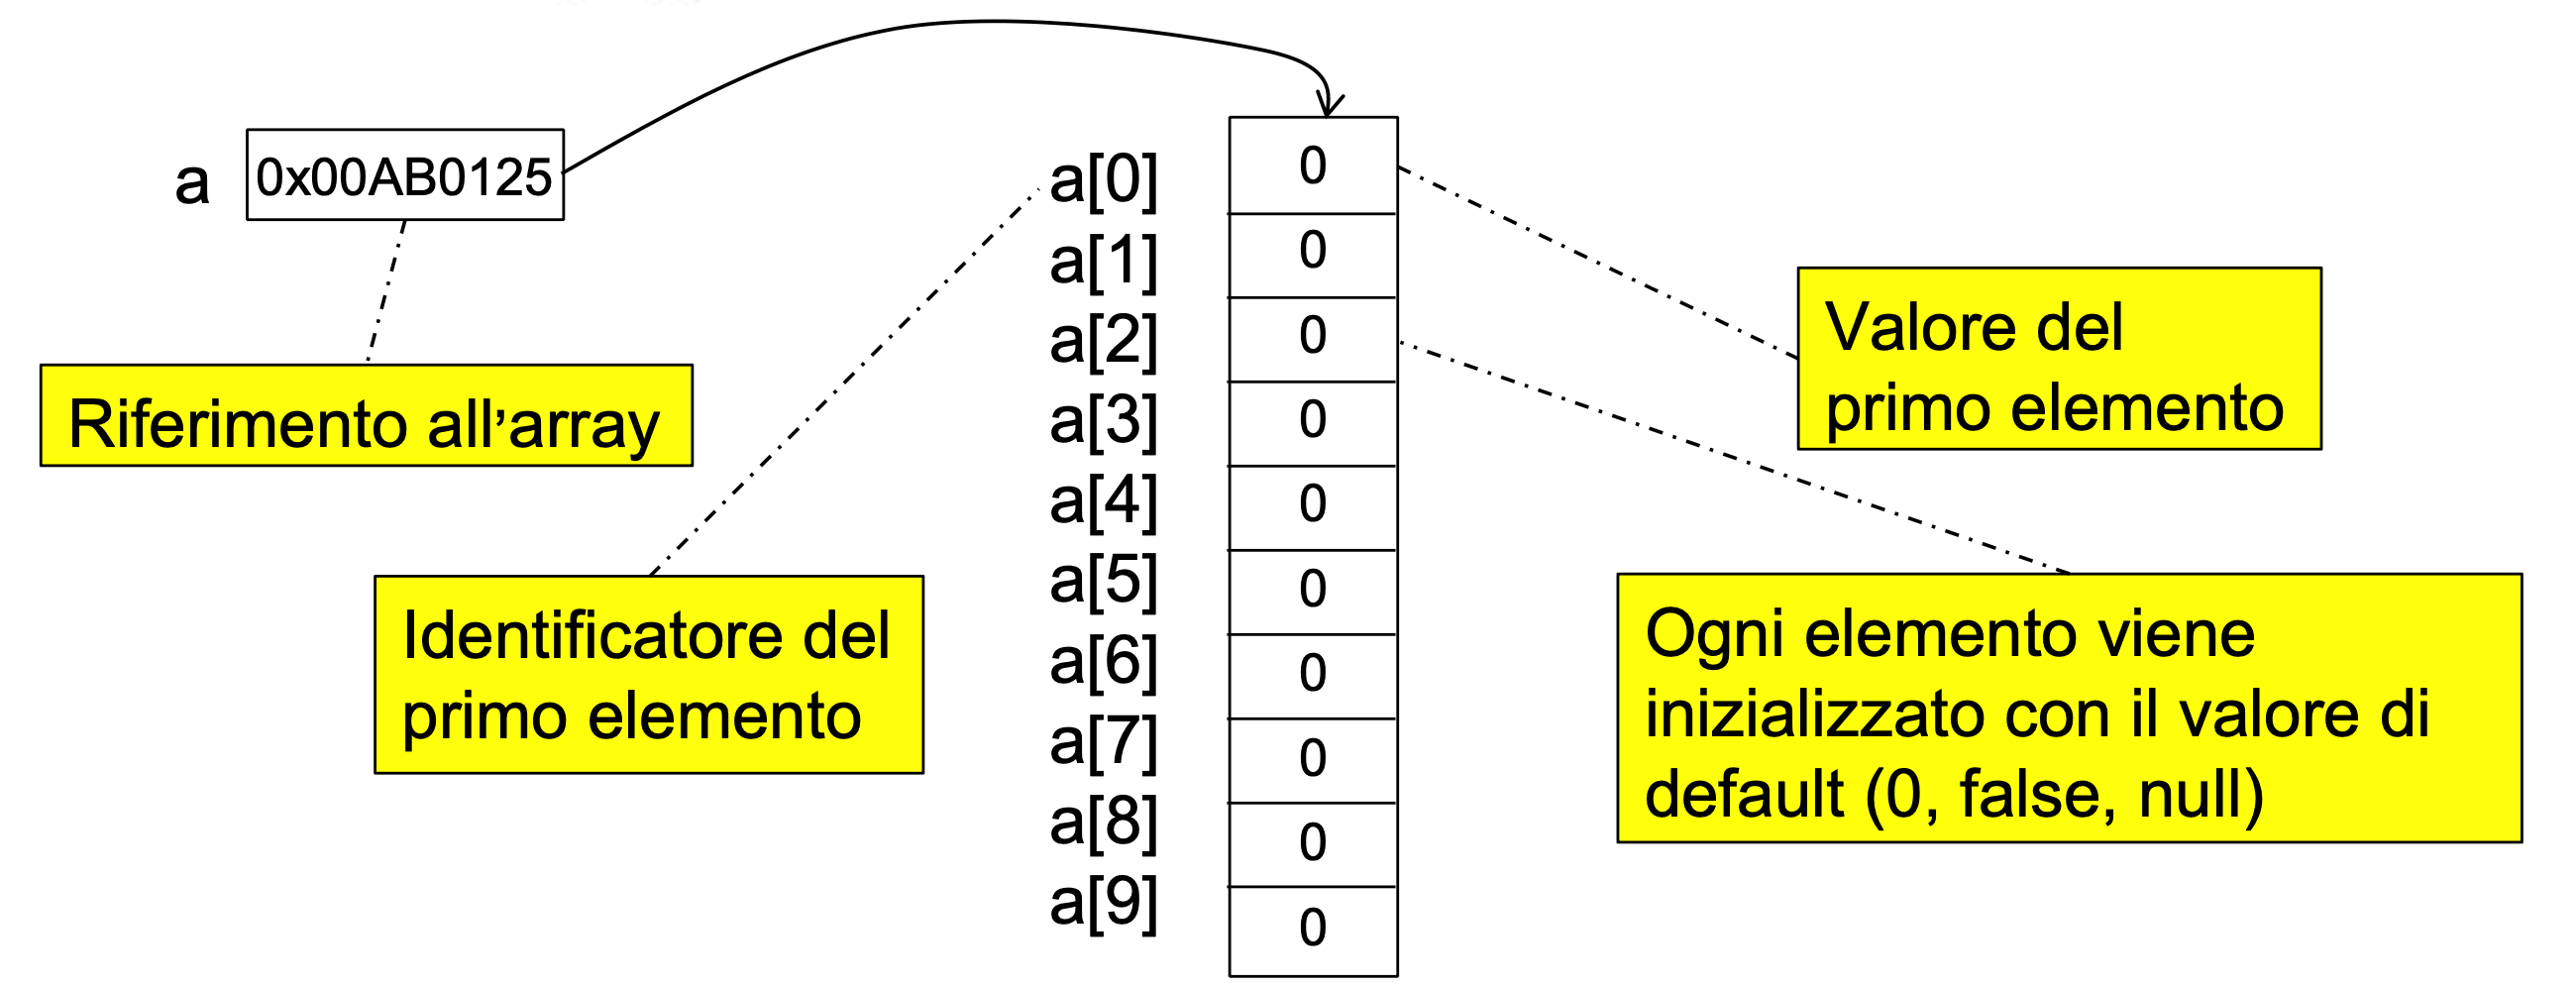 a
0x00AB0125
Riferimento all’array
Identificatore del
primo elemento
a[0]
0
a[1]
0
a[2]
0
a[3]
0
a[4]
0
a[5]
0
a[6]
0
a[7]
0
a[8]
0
a[9]
0
Valore del
primo elemento
Ogni elemento viene
inizializzato con il valore di
default (0, false, null)